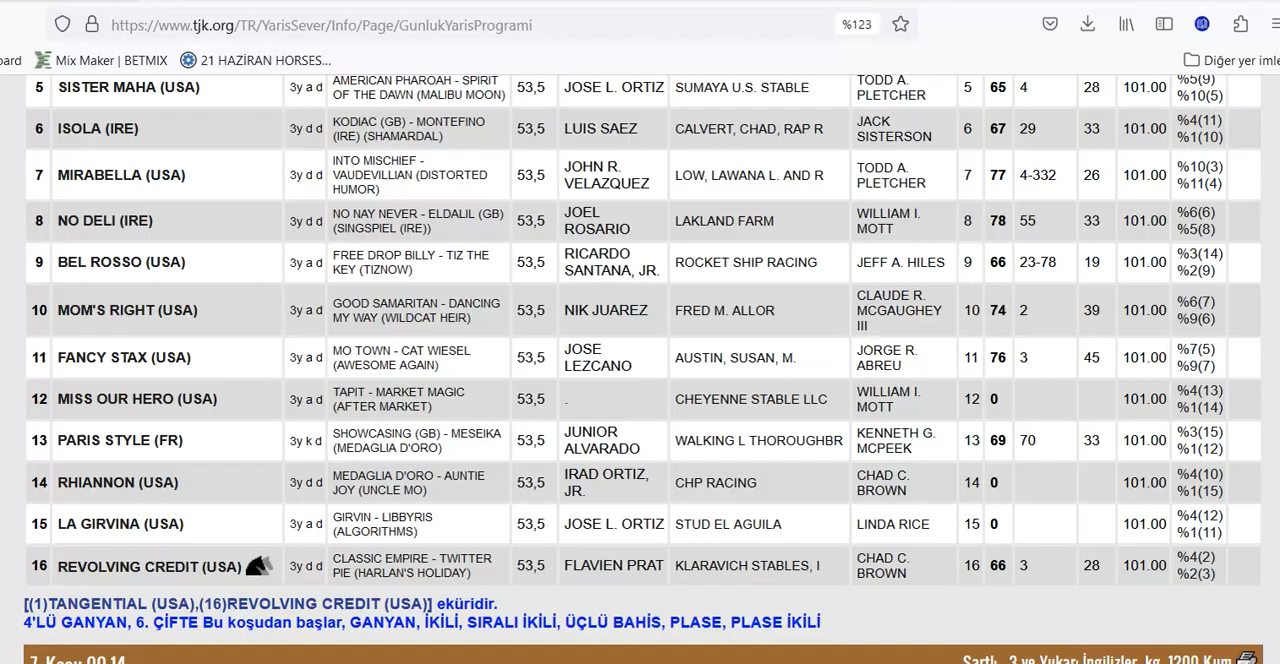 https://www.tjk.org/TR/YarisSever/Info/Page/GunlukYarisProgrami %123
oard Mix Maker | BETMIX 21 HAZİRAN HORSES... Diğer yer imle
5 SISTER MAHA (USA) 3y a d AMERICAN PHAROAH - SPIRIT OF THE DAWN (MALIBU MOON) 53,5 JOSE L. ORTIZ SUMAYA U.S. STABLE TODD A. PLETCHER 5 65 4 28 101.00 %5(9) %10(5)
6 ISOLA (IRE) 3y d d KODIAC (GB) - MONTEFINO (IRE) (SHAMARDAL) 53,5 LUIS SAEZ CALVERT, CHAD, RAP R JACK SISTERSON 6 67 29 33 101.00 %4(11) %1(10)
7 MIRABELLA (USA) 3y d d INTO MISCHIEF - VAUDEVILLIAN (DISTORTED HUMOR) 53,5 JOHN R. VELAZQUEZ LOW, LAWANA L. AND R TODD A. PLETCHER 7 77 4-332 26 101.00 %10(3) %11(4)
8 NO DELI (IRE) 3y d d NO NAY NEVER - ELDALIL (GB) (SINGSPIEL (IRE)) 53,5 JOEL ROSARIO LAKLAND FARM WILLIAM I. MOTT 8 78 55 33 101.00 %6(6) %5(8)
9 BEL ROSSO (USA) 3y a d FREE DROP BILLY - TIZ THE KEY (TIZNOW) 53,5 RICARDO SANTANA, JR. ROCKET SHIP RACING JEFF A. HILES 9 66 23-78 19 101.00 %3(14) %2(9)
10 MOM'S RIGHT (USA) 3y a d GOOD SAMARITAN - DANCING MY WAY (WILDCAT HEIR) 53,5 NIK JUAREZ FRED M. ALLOR CLAUDE R. MCGAUGHEY III 10 74 2 39 101.00 %6(7) %9(6)
11 FANCY STAX (USA) 3y a d MO TOWN - CAT WIESEL (AWESOME AGAIN) 53,5 JOSE LEZCANO AUSTIN, SUSAN, M. JORGE R. ABREU 11 76 3 45 101.00 %7(5) %9(7)
12 MISS OUR HERO (USA) 3y a d TAPIT - MARKET MAGIC (AFTER MARKET) 53,5 . CHEYENNE STABLE LLC WILLIAM I. MOTT 12 0 101.00 %4(13) %1(14)
13 PARIS STYLE (FR) 3y k d SHOWCASING (GB) - MESEIKA (MEDAGLIA D'ORO) 53,5 JUNIOR ALVARADO WALKING L THOROUGHBR KENNETH G. MCPEEK 13 69 70 33 101.00 %3(15) %1(12)
14 RHIANNON (USA) 3y d d MEDAGLIA D'ORO - AUNTIE JOY (UNCLE MO) 53,5 IRAD ORTIZ, JR. CHP RACING CHAD C. BROWN 14 0 101.00 %4(10) %1(15)
15 LA GIRVINA (USA) 3y a d GIRVIN - LIBBYRIS (ALGORITHMS) 53,5 JOSE L. ORTIZ STUD EL AGUILA LINDA RICE 15 0 101.00 %4(12) %1(11)
16 REVOLVING CREDIT (USA) 3y d d CLASSIC EMPIRE - TWITTER PIE (HARLAN'S HOLIDAY) 53,5 FLAVIEN PRAT KLARAVICH STABLES, I CHAD C. BROWN 16 66 3 28 101.00 %4(2) %2(3)
[(1)TANGENTIAL (USA),(16)REVOLVING CREDIT (USA)] eküridir.
4'LÜ GANYAN, 6. ÇİFTE Bu koşudan başlar, GANYAN, İKİLİ, SIRALI İKİLİ, ÜÇLÜ BAHİS, PLASE, PLASE İKİLİ
7. Koşu 00.14 Şartlı 3 ve Yukarı İngilizler, kg, 1200 Kum